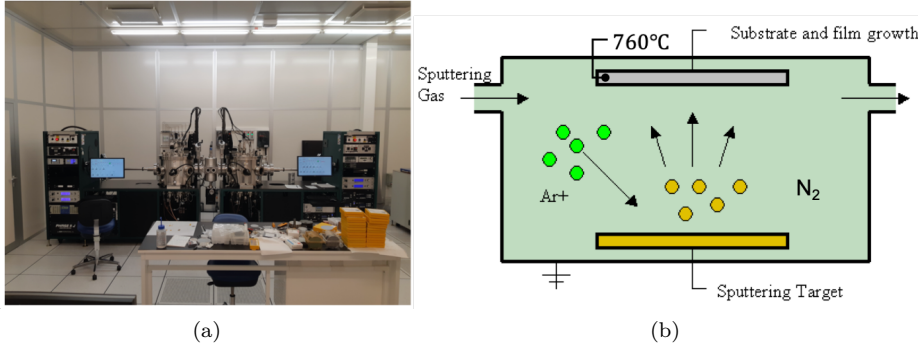 760°C
Substrate and film growth
Sputtering
Gas
Ar+
N₂
Sputtering Target
(a)
(b)